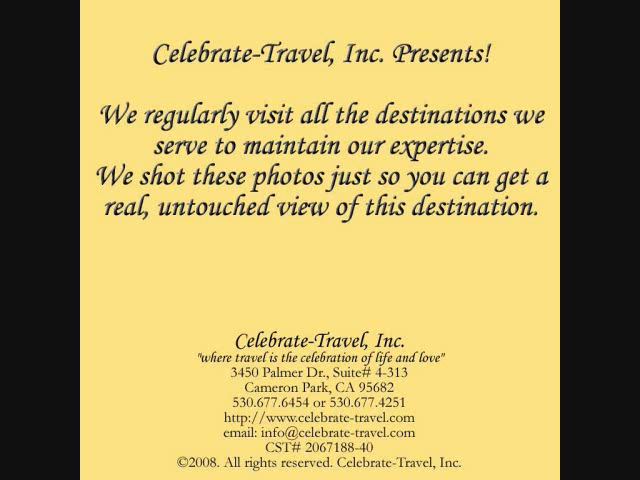 Celebrate-Travel, Inc. Presents!
We regularly visit all the destinations we
serve to maintain our expertise.
We shot these photos just so you can get a
real, untouched view of this destination.
Celebrate-Travel, Inc.
"where travel is the celebration of life and love"
3450 Palmer Dr., Suite# 4-313
Cameron Park, CA 95682
530.677.6454 or 530.677.4251
http://www.celebrate-travel.com
email: info@celebrate-travel.com
CST# 2067188-40
©2008. All rights reserved. Celebrate-Travel, Inc.